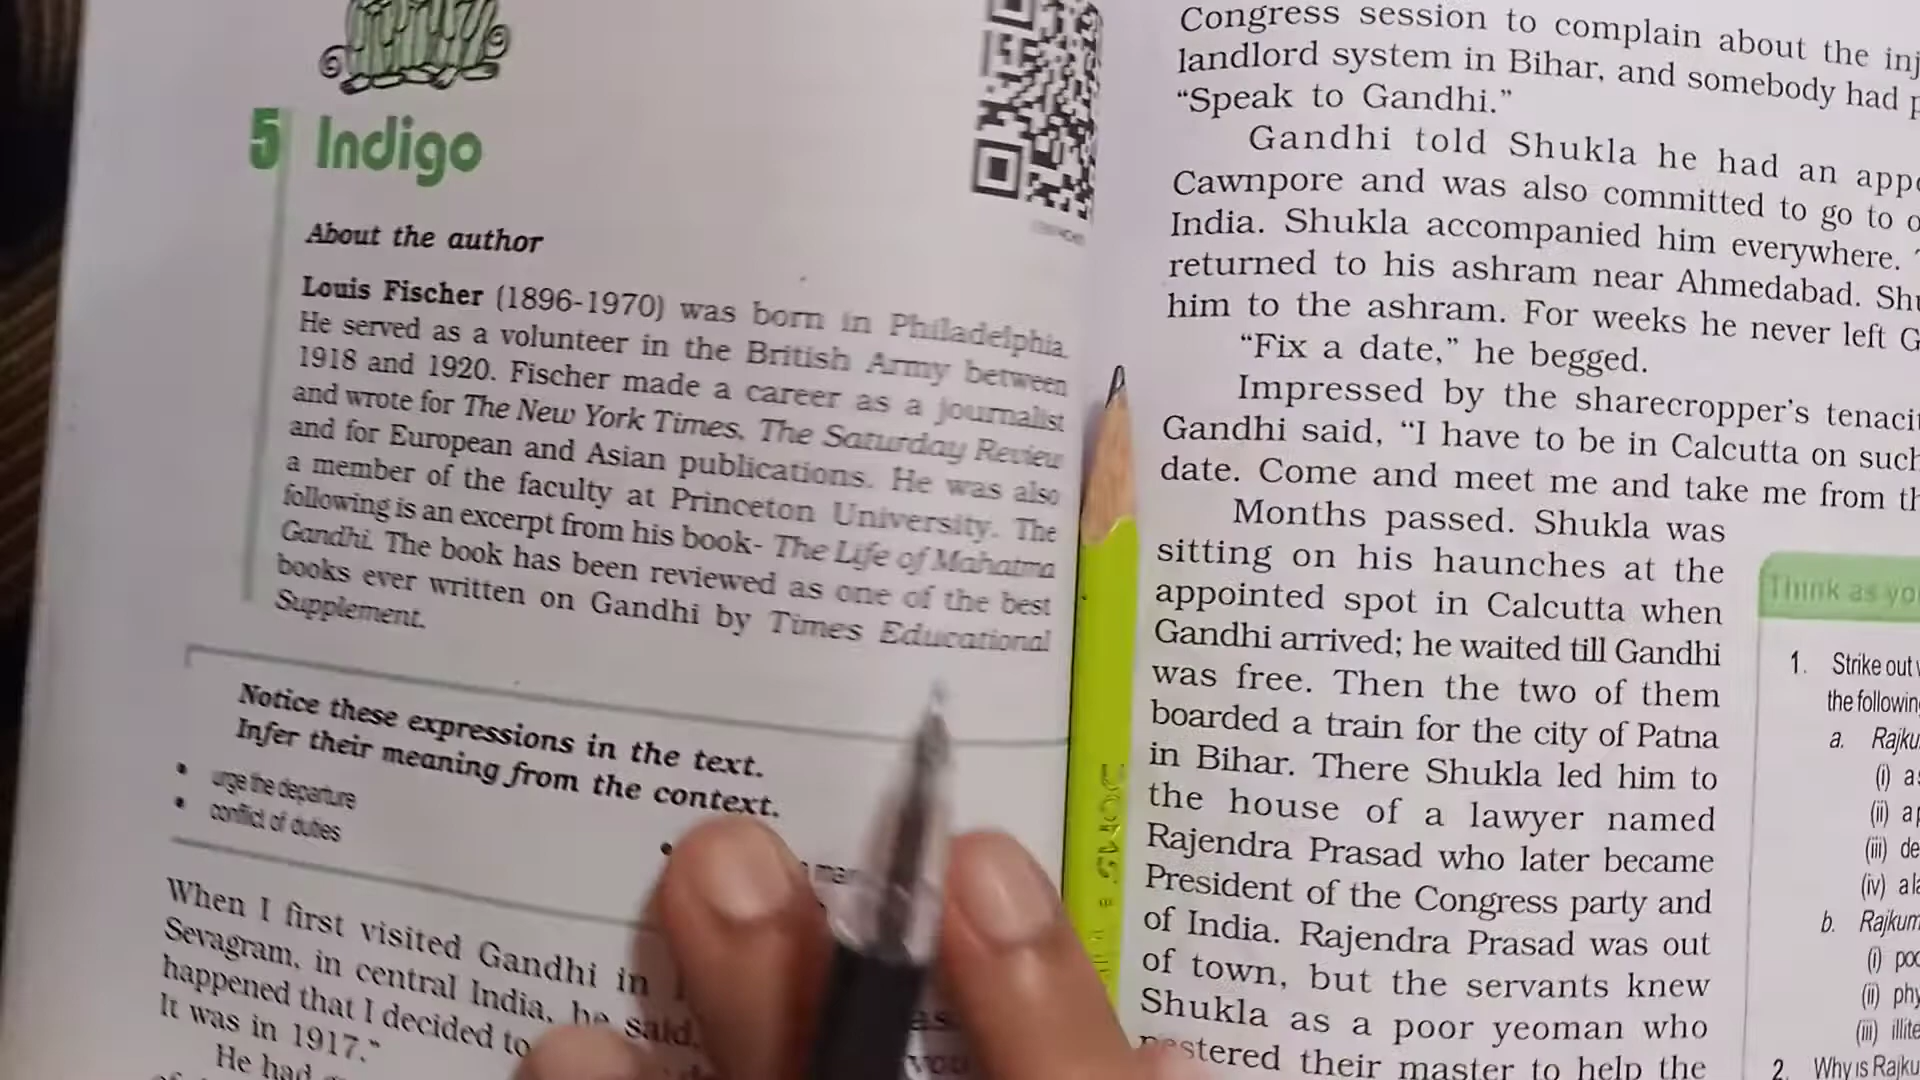 5 Indigo
About the author
Louis Fischer (1896-1970) was born in Philadelphia.
He served as a volunteer in the British Army between
1918 and 1920. Fischer made a career as a journalist
and wrote for The New York Times, The Saturday Review
and for European and Asian publications. He was also
a member of the faculty at Princeton University. The
following is an excerpt from his book- The Life of Mahatma
Gandhi. The book has been reviewed as one of the best
books ever written on Gandhi by Times Educational
Supplement.
Notice these expressions in the text.
Infer their meaning from the context.
• urge the departure
• conflict of duties
When I first visited Gandhi in
Sevagram, in central India, he said,
happened that I decided to
It was in 1917."
He had
Congress session to complain about the
landlord system in Bihar, and somebody had
“Speak to Gandhi.”
Gandhi told Shukla he had an
Cawnpore and was also committed to go to
India. Shukla accompanied him everywhere.
returned to his ashram near Ahmedabad.
him to the ashram. For weeks he never left
“Fix a date,” he begged.
Impressed by the sharecropper's
Gandhi said, “I have to be in Calcutta on
date. Come and meet me and take me from
Months passed. Shukla was
sitting on his haunches at the
appointed spot in Calcutta when
Gandhi arrived; he waited till Gandhi
was free. Then the two of them
boarded a train for the city of Patna
in Bihar. There Shukla led him to
the house of a lawyer named
Rajendra Prasad who later became
President of the Congress party and
of India. Rajendra Prasad was out
of town, but the servants knew
Shukla as a poor yeoman who
pestered their master to help the
Think as
1. Strike out
the
a.
(i)
(ii)
(iii)
(iv)
b.
(i)
(ii)
(iii)
2. Why is